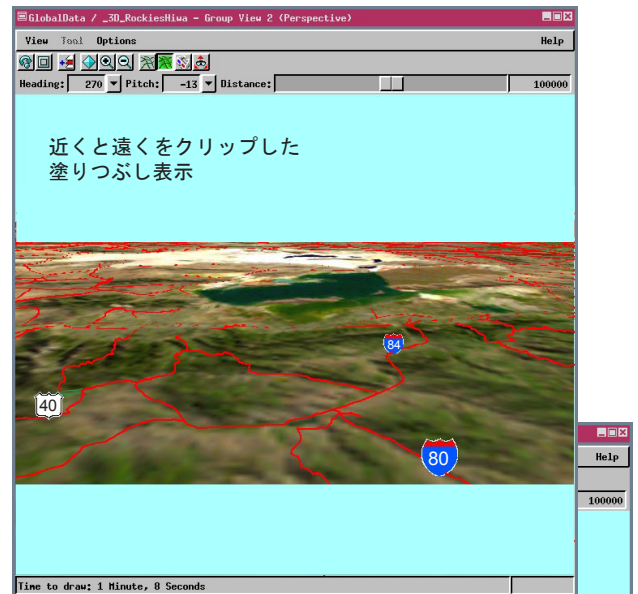 GlobalData / _3D_RockiesHiwa - Group View 2 (Perspective)
View Tool Options Help
Heading: 270 Pitch: -13 Distance: 100000
近くと遠くをクリップした
塗りつぶし表示
84
40
80
Help
100000
Time to draw: 1 Minute, 8 Seconds